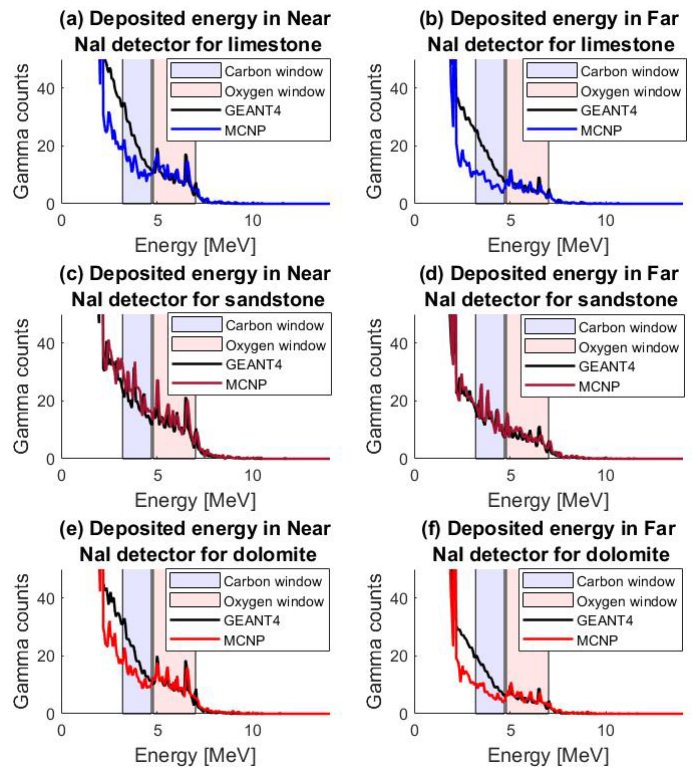 (a) Deposited energy in Near
NaI detector for limestone
Gamma counts
40
20
0
Carbon window
Oxygen window
GEANT4
MCNP
0
5
10
Energy [MeV]
(b) Deposited energy in Far
NaI detector for limestone
Gamma counts
40
20
0
Carbon window
Oxygen window
GEANT4
MCNP
0
5
10
Energy [MeV]
(c) Deposited energy in Near
NaI detector for sandstone
Gamma counts
40
20
0
Carbon window
Oxygen window
GEANT4
MCNP
0
5
10
Energy [MeV]
(d) Deposited energy in Far
NaI detector for sandstone
Gamma counts
40
20
0
Carbon window
Oxygen window
GEANT4
MCNP
0
5
10
Energy [MeV]
(e) Deposited energy in Near
NaI detector for dolomite
Gamma counts
40
20
0
Carbon window
Oxygen window
GEANT4
MCNP
0
5
10
Energy [MeV]
(f) Deposited energy in Far
NaI detector for dolomite
Gamma counts
40
20
0
Carbon window
Oxygen window
GEANT4
MCNP
0
5
10
Energy [MeV]